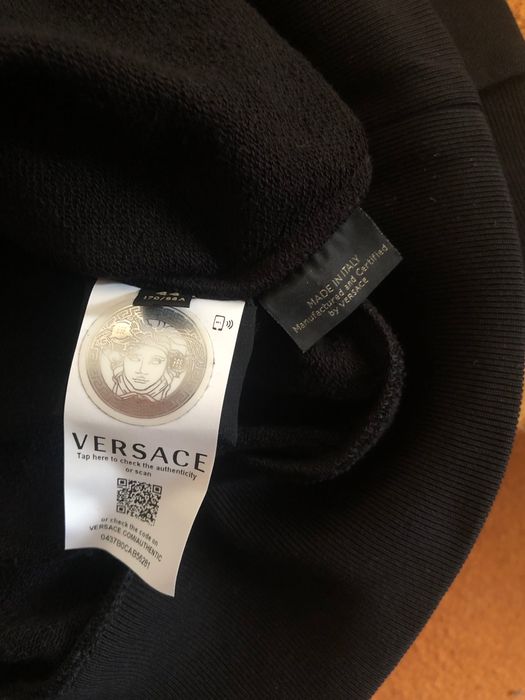 44
170/88A
MADE IN ITALY
Manufactured and Certified
by VERSACE
VERSACE
Tap here to check the authenticity
or scan
or check the code on
VERSACE.COM/AUTHENTIC
0437B0CAB56291